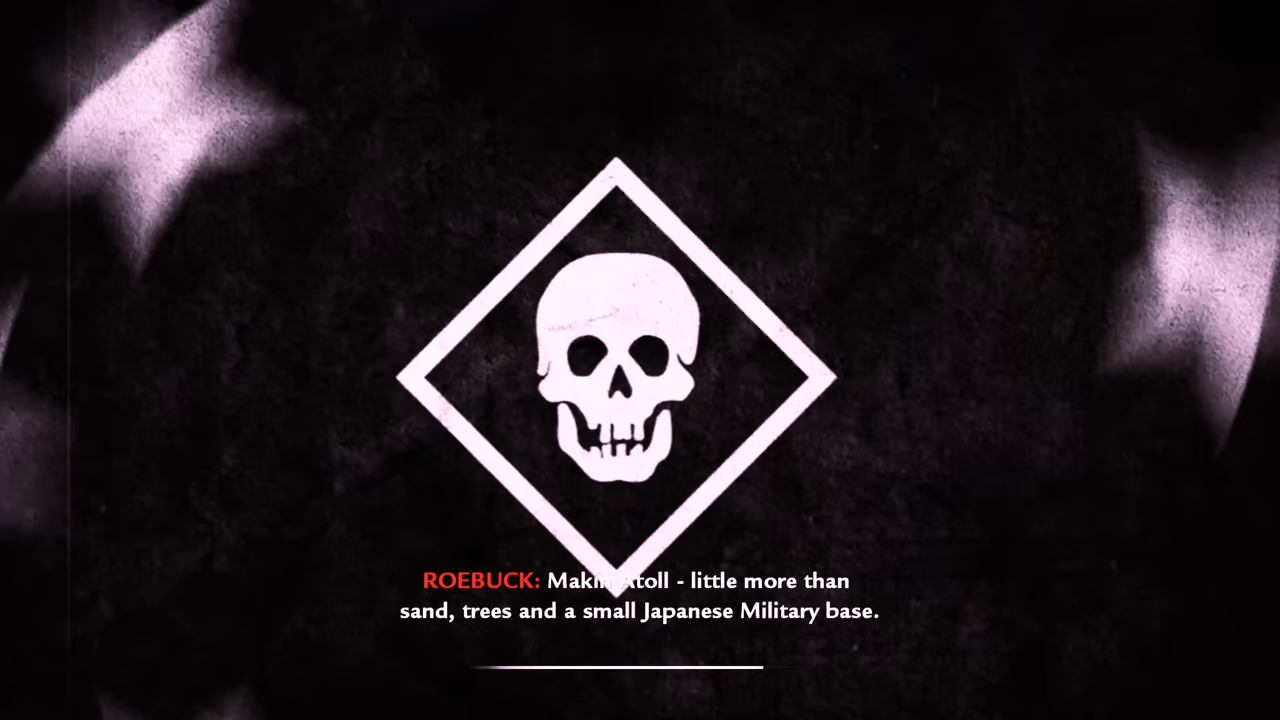 ROEBUCK: Makin Atoll - little more than
sand, trees and a small Japanese Military base.